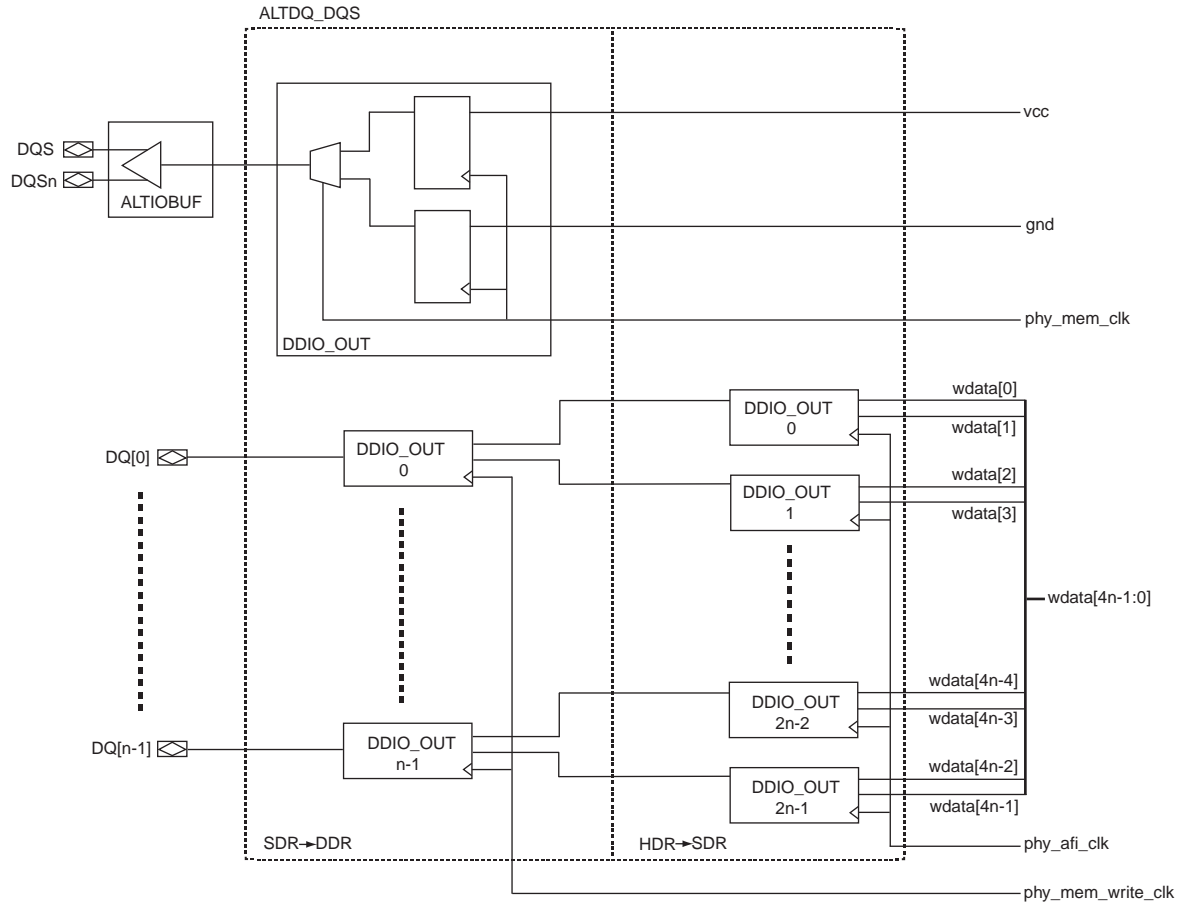 ALTDQ_DQS
vcc
DQS
DQSn
ALTIOBUF
gnd
phy_mem_clk
DDIO_OUT
wdata[0]
DDIO_OUT
0
wdata[1]
DQ[0]
DDIO_OUT
0
wdata[2]
DDIO_OUT
1
wdata[3]
wdata[4n-1:0]
wdata[4n-4]
DDIO_OUT
2n-2
wdata[4n-3]
DQ[n-1]
DDIO_OUT
n-1
wdata[4n-2]
DDIO_OUT
2n-1
wdata[4n-1]
SDR→DDR
HDR→SDR
phy_afi_clk
phy_mem_write_clk